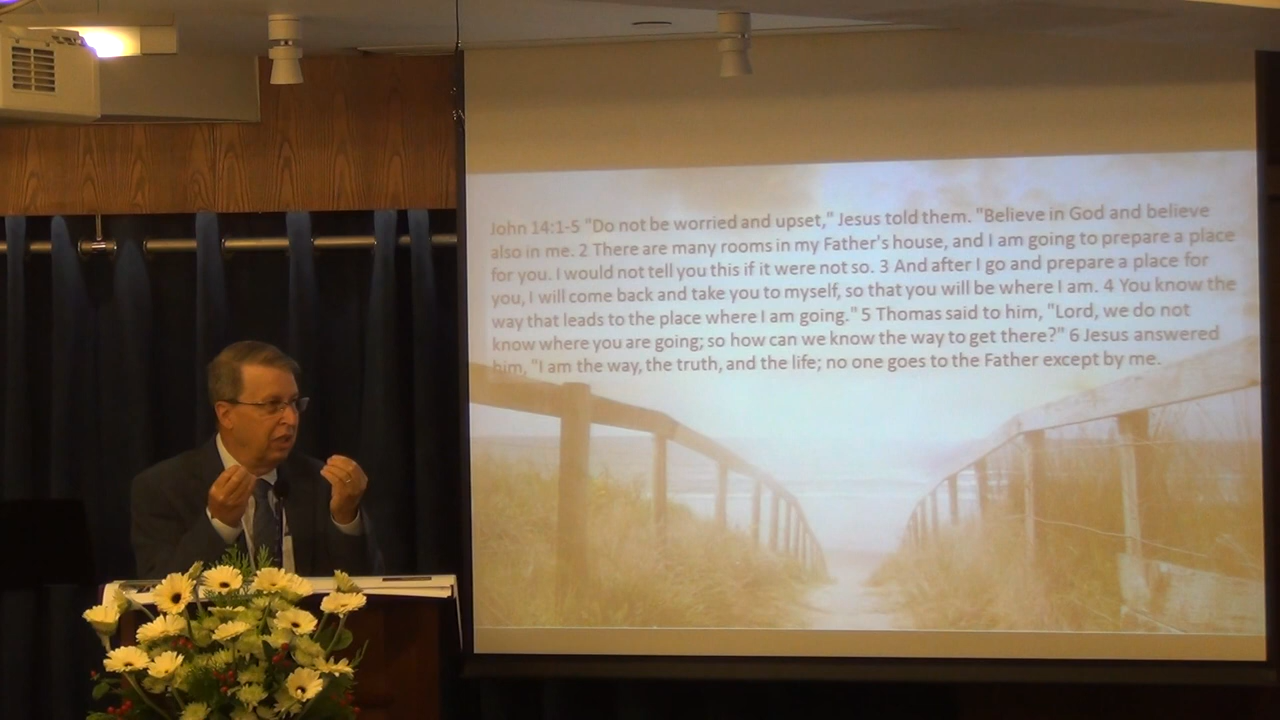 John 14:1-5 "Do not be worried and upset," Jesus told them. "Believe in God and believe
also in me. 2 There are many rooms in my Father's house, and I am going to prepare a place
for you. I would not tell you this if it were not so. 3 And after I go and prepare a place for
you, I will come back and take you to myself, so that you will be where I am. 4 You know the
way that leads to the place where I am going." 5 Thomas said to him, "Lord, we do not
know where you are going; so how can we know the way to get there?" 6 Jesus answered
him, "I am the way, the truth, and the life; no one goes to the Father except by me.